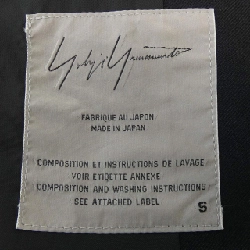 Yohji Yamamoto
FABRIQUE AU JAPON
MADE IN JAPAN
COMPOSITION ET INSTRUCTIONS DE LAVAGE
VOIR ETIQUETTE ANNEXE
COMPOSITION AND WASHING INSTRUCTIONS
SEE ATTACHED LABEL
S